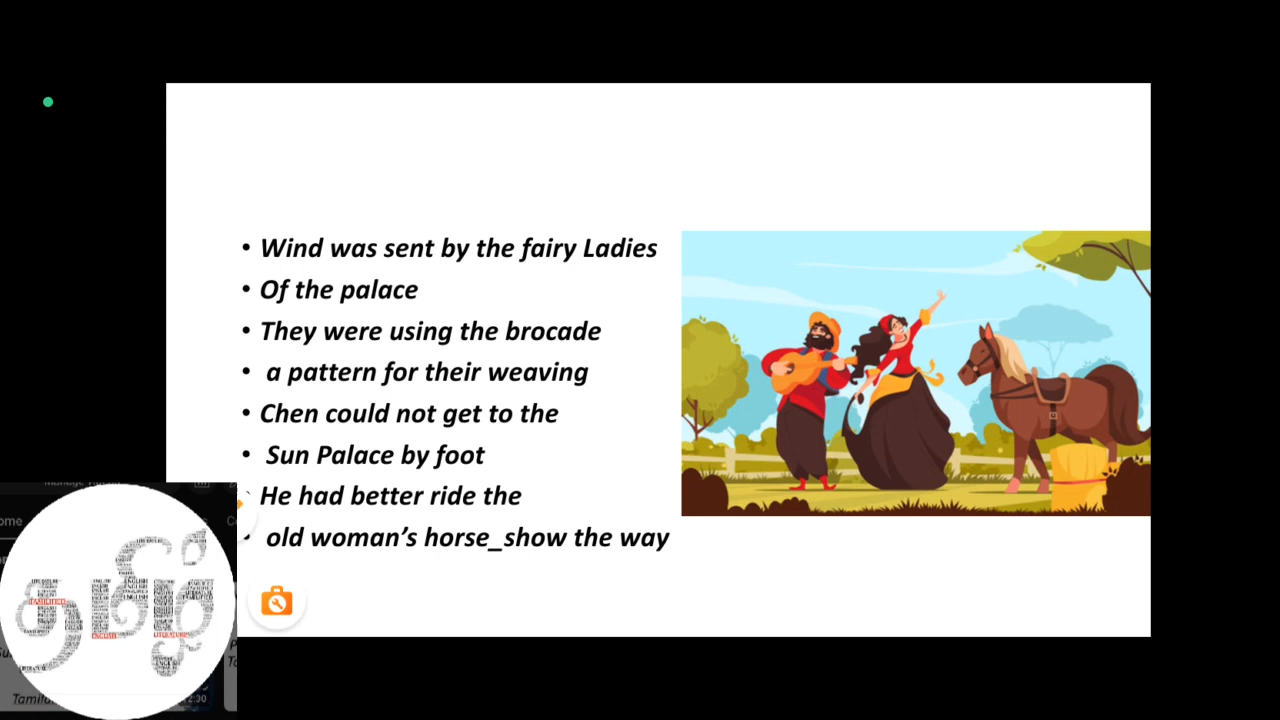 • Wind was sent by the fairy Ladies
• Of the palace
• They were using the brocade
• a pattern for their weaving
• Chen could not get to the
• Sun Palace by foot
• He had better ride the
• old woman's horse_show the way
தமிழ்
ENGLISH